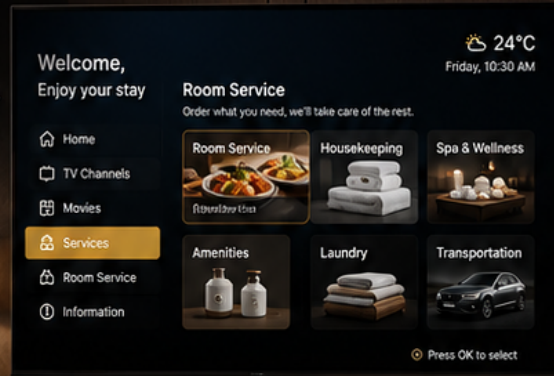 Welcome,
Enjoy your stay
Home
TV Channels
Movies
Services
Room Service
Information
24°C
Friday, 10:30 AM
Room Service
Order what you need, we'll take care of the rest.
Room Service
Housekeeping
Spa & Wellness
Amenities
Laundry
Transportation
Press OK to select